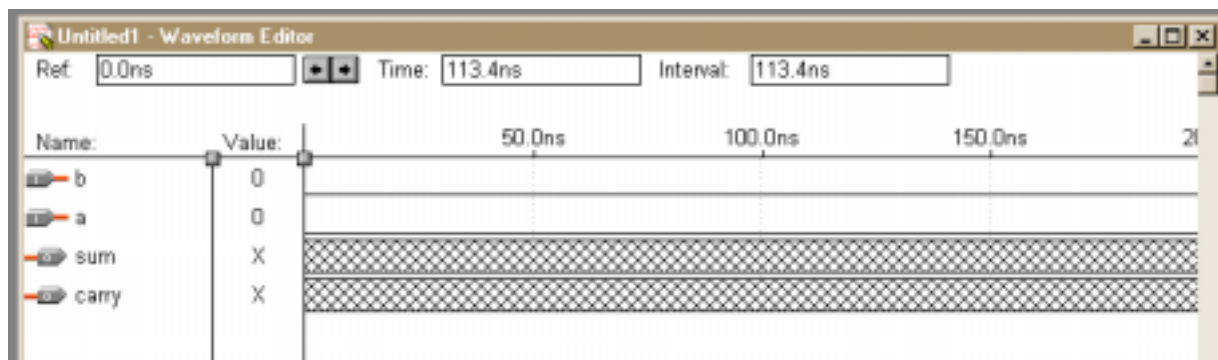 Untitled1 - Waveform Editor
Ref: 0.0ns Time: 113.4ns Interval: 113.4ns
Name: Value: 50.0ns 100.0ns 150.0ns
b 0
a 0
sum X
carry X